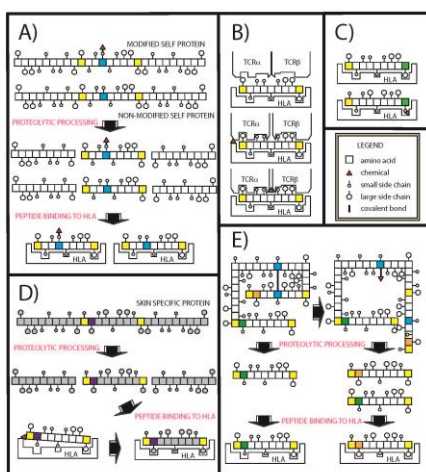 A)
MODIFIED SELF PROTEIN
NON-MODIFIED SELF PROTEIN
PROTEOLYTIC PROCESSING
PEPTIDE BINDING TO HLA
HLA
HLA
B)
TCRα
TCRβ
HLA
TCRα
TCRβ
HLA
TCRα
TCRβ
HLA
C)
HLA
HLA
LEGEND
amino acid
chemical
small side chain
large side chain
covalent bond
D)
SKIN SPECIFIC PROTEIN
PROTEOLYTIC PROCESSING
PEPTIDE BINDING TO HLA
HLA
HLA
E)
PROTEOLYTIC PROCESSING
PEPTIDE BINDING TO HLA
HLA
HLA